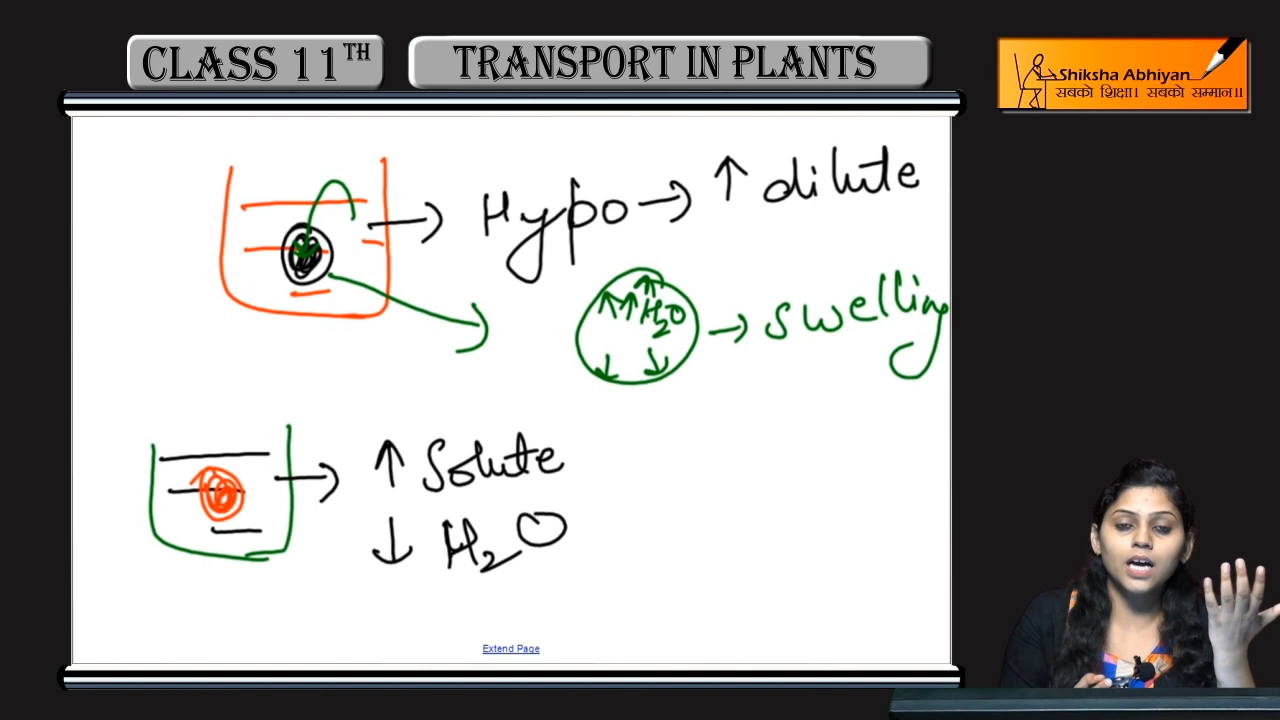 CLASS 11TH
TRANSPORT IN PLANTS
Shiksha Abhiyan
सबको शिक्षा। सबको सम्मान॥
→ Hypo → ↑ dilute
↑ ↑ ↑ H2O → swelling
↓ ↓
→ ↑ Solute
↓ H2O
Extend Page